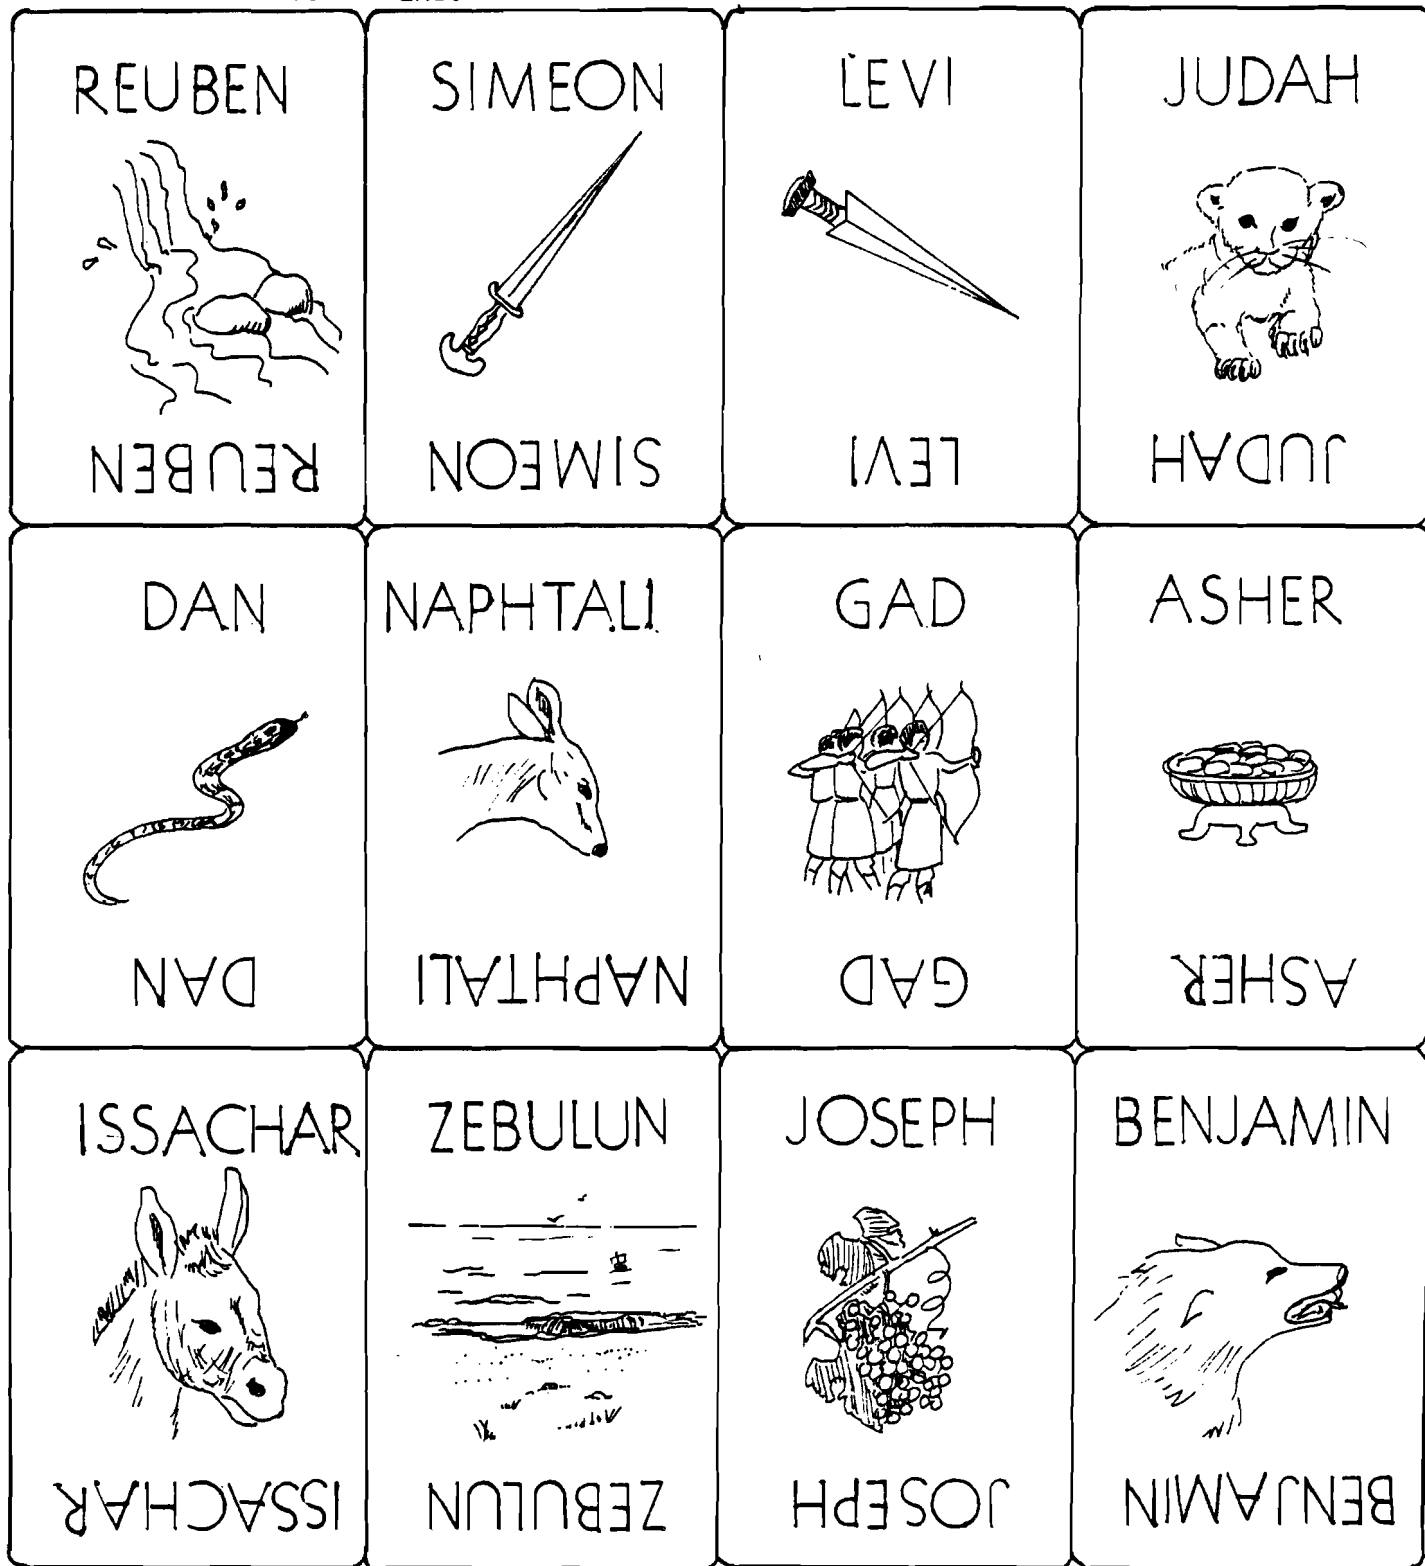 REUBEN SIMEON LEVI JUDAH
REUBEN SIMEON LEVI JUDAH
DAN NAPHTALI GAD ASHER
DAN NAPHTALI GAD ASHER
ISSACHAR ZEBULUN JOSEPH BENJAMIN
ISSACHAR ZEBULUN JOSEPH BENJAMIN